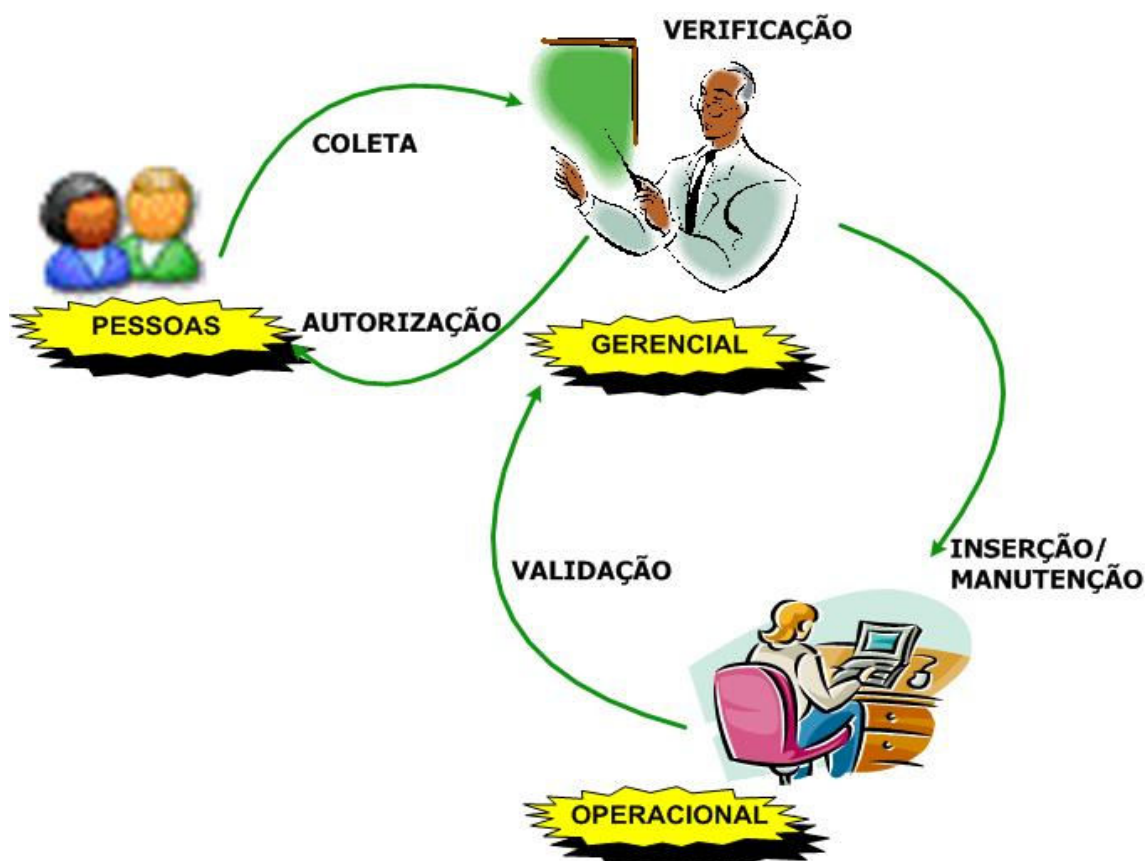 VERIFICAÇÃO
COLETA
PESSOAS
AUTORIZAÇÃO
GERENCIAL
VALIDAÇÃO
INSERÇÃO/
MANUTENÇÃO
OPERACIONAL